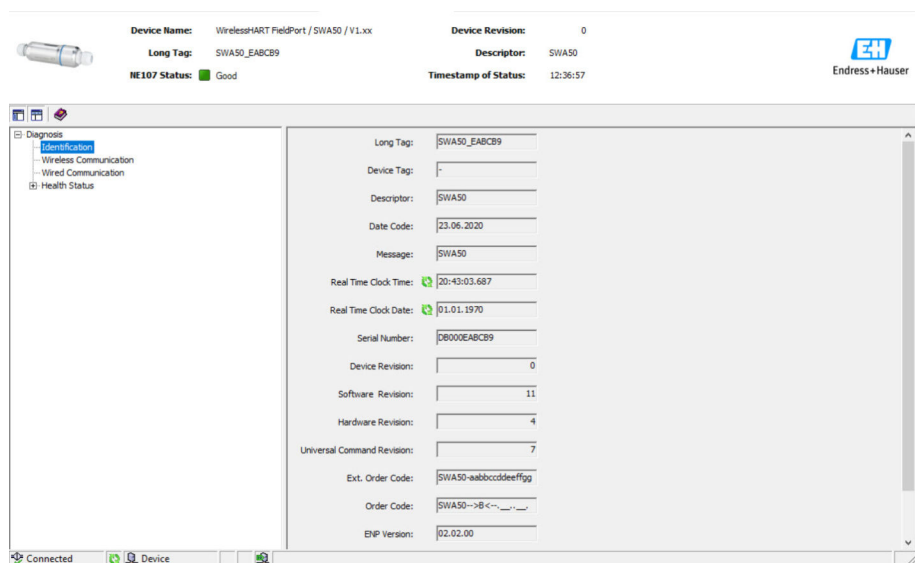 Device Name: WirelessHART FieldPort / SWA50 / V1.xx Device Revision: 0
Long Tag: SWA50_EABCB9 Descriptor: SWA50
NE107 Status: Good Timestamp of Status: 12:36:57
EH
Endress+Hauser
Diagnosis
Identification
Wireless Communication
Wired Communication
Health Status
Long Tag: SWA50_EABCB9
Device Tag: -
Descriptor: SWA50
Date Code: 23.06.2020
Message: SWA50
Real Time Clock Time: 20:43:03.687
Real Time Clock Date: 01.01.1970
Serial Number: DB000EABCB9
Device Revision: 0
Software Revision: 11
Hardware Revision: 4
Universal Command Revision: 7
Ext. Order Code: SWA50-aabbccddeeffgg
Order Code: SWA50-->B<--.__..__.
ENP Version: 02.02.00
Connected Device